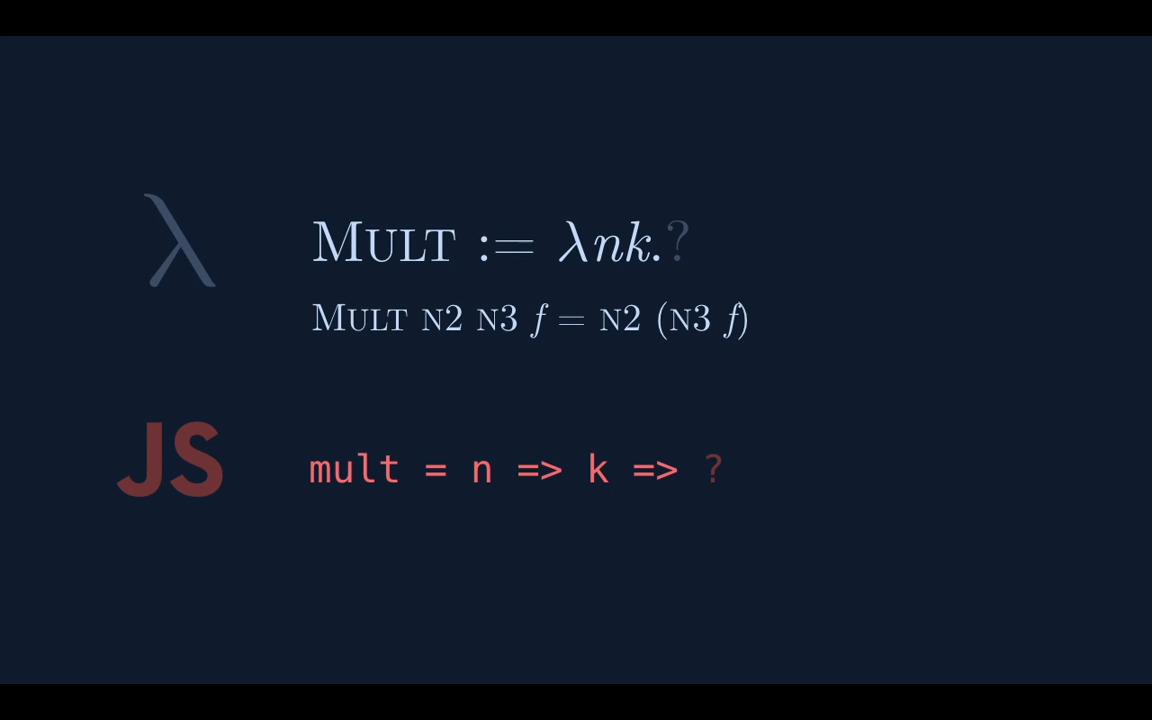 λ
MULT := λnk.?
MULT N2 N3 f = N2 (N3 f)
JS
mult = n => k => ?